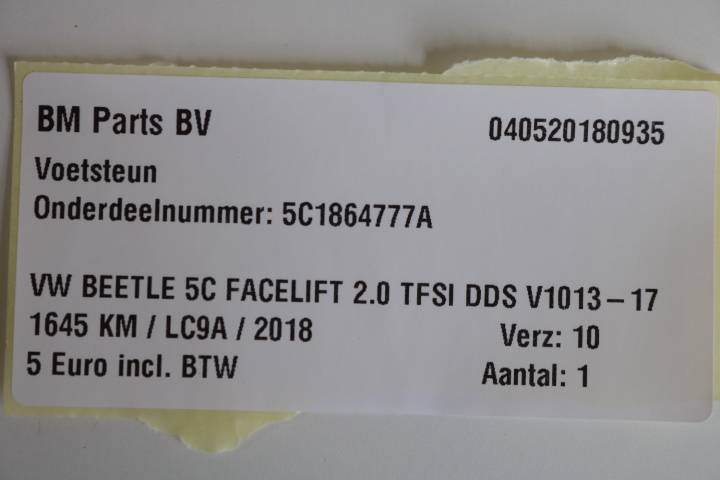 BM Parts BV 040520180935
Voetsteun
Onderdeelnummer: 5C1864777A
VW BEETLE 5C FACELIFT 2.0 TFSI DDS V1013-17
1645 KM / LC9A / 2018 Verz: 10
5 Euro incl. BTW Aantal: 1